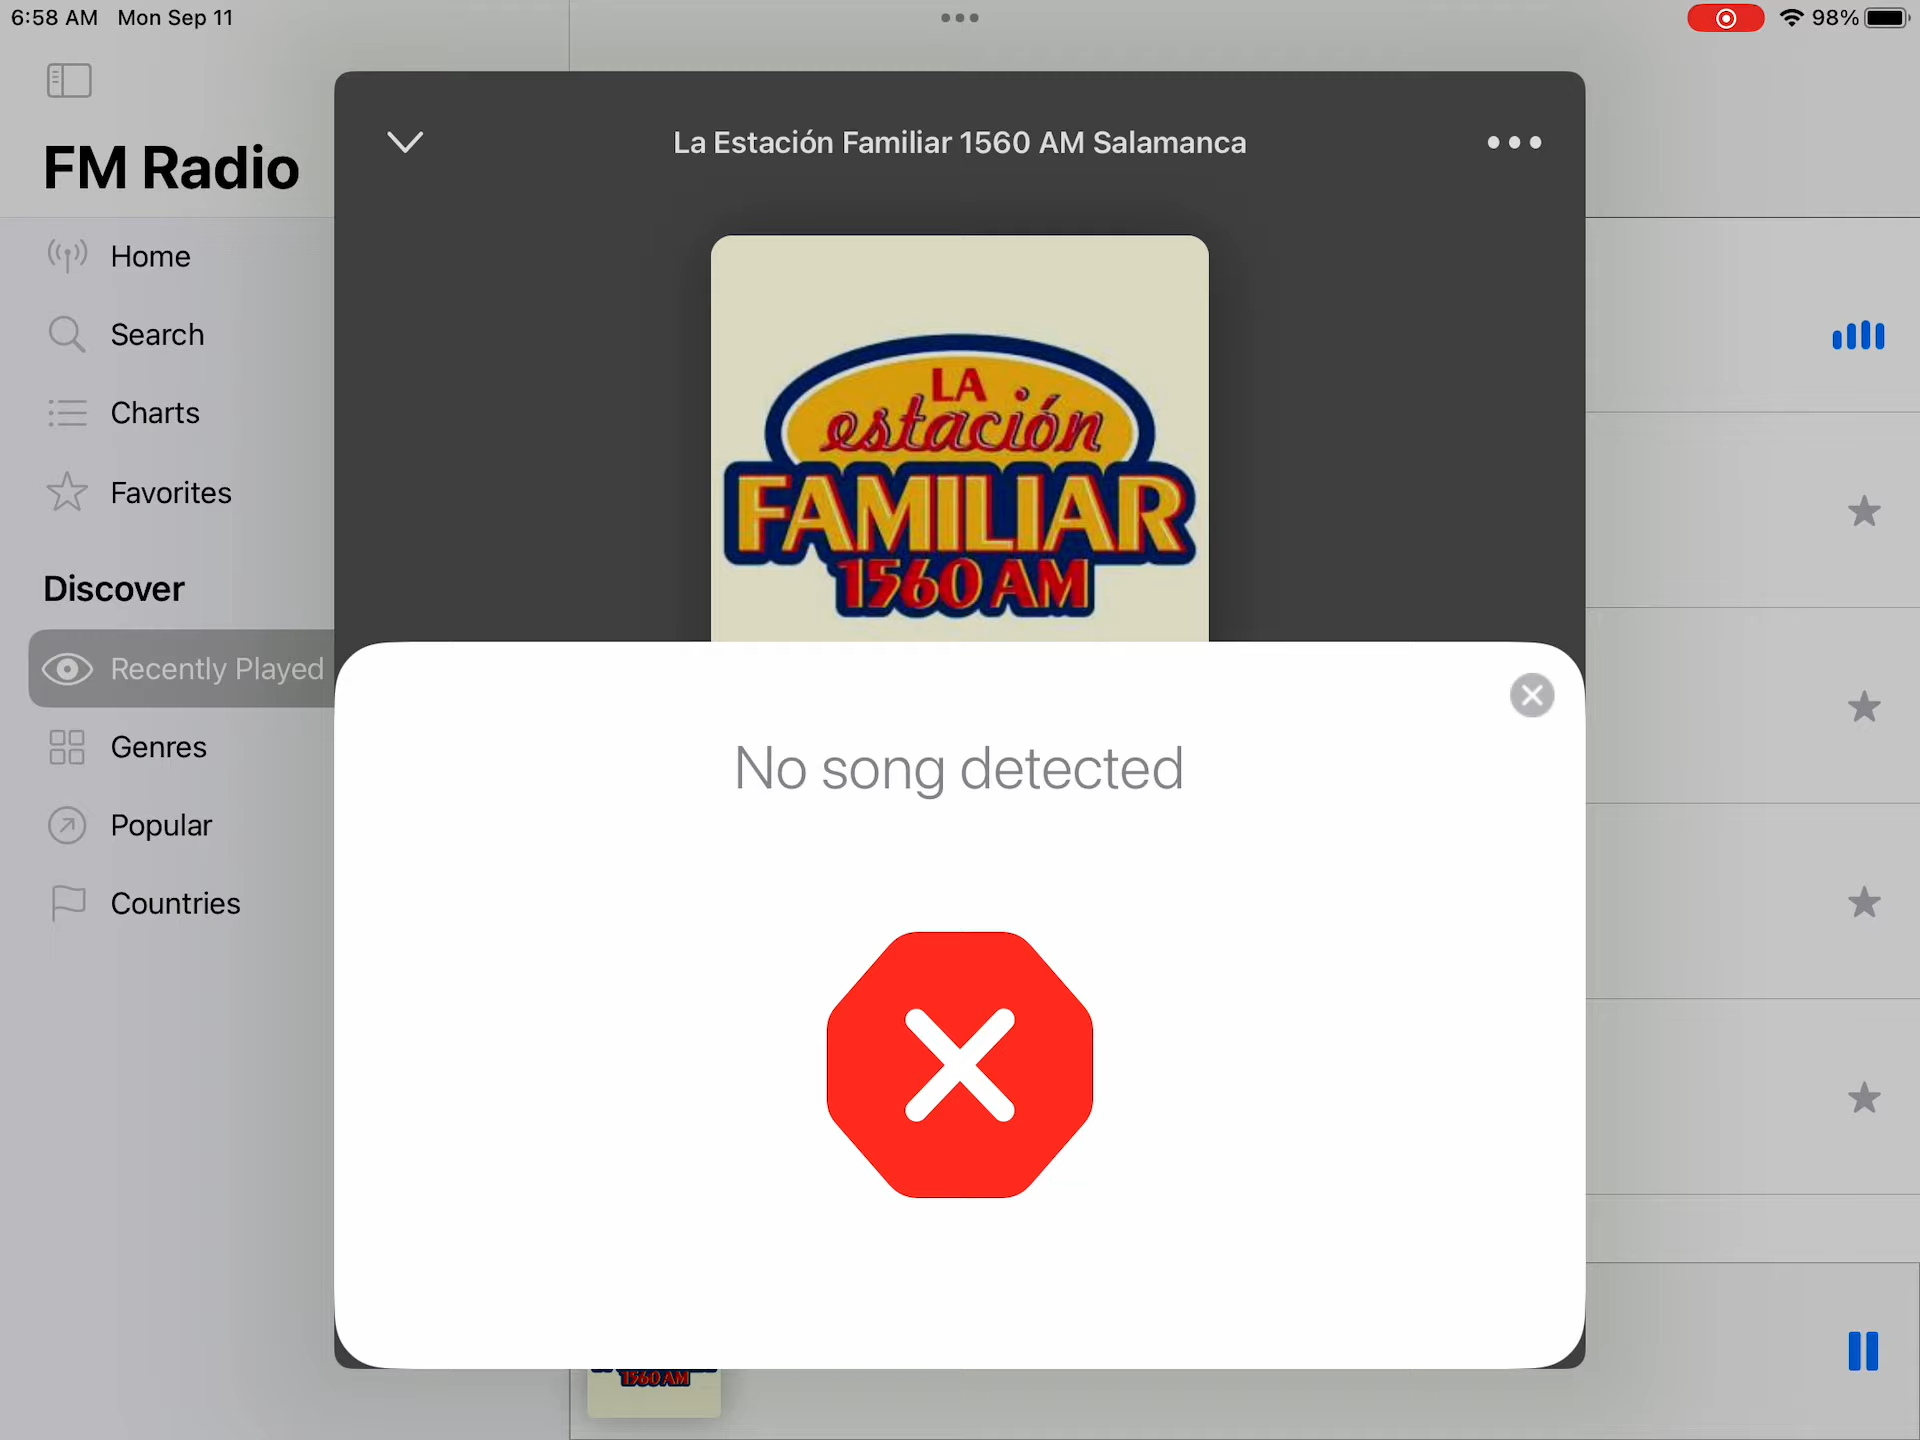 6:58 AM Mon Sep 11
98%
FM Radio
Home
Search
Charts
Favorites
Discover
Recently Played
Genres
Popular
Countries
La Estación Familiar 1560 AM Salamanca
LA
estación
FAMILIAR
1560 AM
No song detected
1560 AM